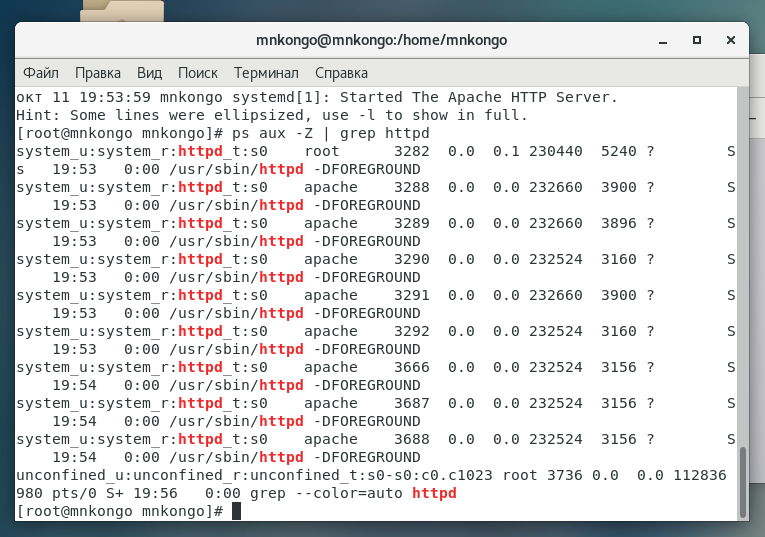 mnkongo@mnkongo:/home/mnkongo
Файл Правка Вид Поиск Терминал Справка
окт 11 19:53:59 mnkongo systemd[1]: Started The Apache HTTP Server.
Hint: Some lines were ellipsized, use -l to show in full.
[root@mnkongo mnkongo]# ps aux -Z | grep httpd
system_u:system_r:httpd_t:s0    root      3282  0.0  0.1 230440  5240 ?        S
s   19:53   0:00 /usr/sbin/httpd -DFOREGROUND
system_u:system_r:httpd_t:s0    apache    3288  0.0  0.0 232660  3900 ?        S
    19:53   0:00 /usr/sbin/httpd -DFOREGROUND
system_u:system_r:httpd_t:s0    apache    3289  0.0  0.0 232660  3896 ?        S
    19:53   0:00 /usr/sbin/httpd -DFOREGROUND
system_u:system_r:httpd_t:s0    apache    3290  0.0  0.0 232524  3160 ?        S
    19:53   0:00 /usr/sbin/httpd -DFOREGROUND
system_u:system_r:httpd_t:s0    apache    3291  0.0  0.0 232660  3900 ?        S
    19:53   0:00 /usr/sbin/httpd -DFOREGROUND
system_u:system_r:httpd_t:s0    apache    3292  0.0  0.0 232524  3160 ?        S
    19:53   0:00 /usr/sbin/httpd -DFOREGROUND
system_u:system_r:httpd_t:s0    apache    3666  0.0  0.0 232524  3156 ?        S
    19:54   0:00 /usr/sbin/httpd -DFOREGROUND
system_u:system_r:httpd_t:s0    apache    3687  0.0  0.0 232524  3156 ?        S
    19:54   0:00 /usr/sbin/httpd -DFOREGROUND
system_u:system_r:httpd_t:s0    apache    3688  0.0  0.0 232524  3156 ?        S
    19:54   0:00 /usr/sbin/httpd -DFOREGROUND
unconfined_u:unconfined_r:unconfined_t:s0-s0:c0.c1023 root 3736 0.0  0.0 112836
980 pts/0 S+ 19:56   0:00 grep --color=auto httpd
[root@mnkongo mnkongo]#